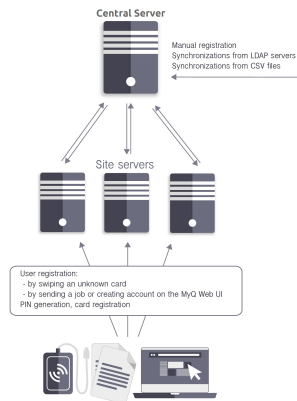 Central Server
Manual registration
Synchronizations from LDAP servers
Synchronizations from CSV files
Site servers
User registration:
- by swiping an unknown card
- by sending a job or creating account on the MyQ Web UI
PIN generation, card registration